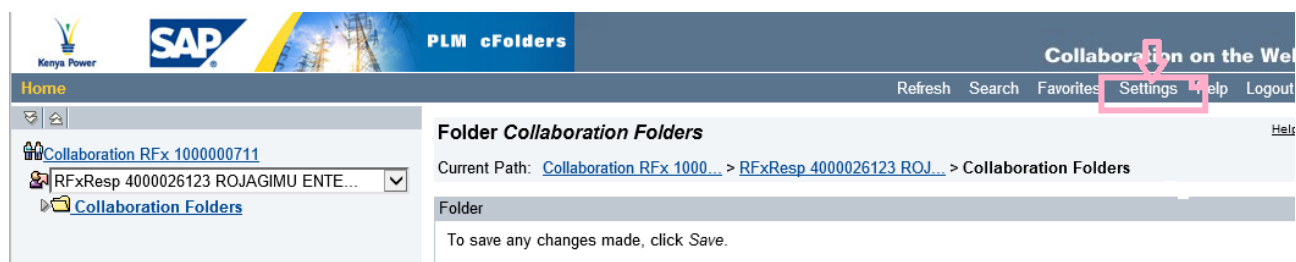 Kenya Power
SAP
PLM cFolders
Collaboration on the Wel
Home
Refresh Search Favorites Settings Help Logout
Folder Collaboration Folders
Help
Collaboration RFx 1000000711
Current Path: Collaboration RFx 1000... > RFxResp 4000026123 ROJ... > Collaboration Folders
RFxResp 4000026123 ROJAGIMU ENTE...
Collaboration Folders
Folder
To save any changes made, click Save.